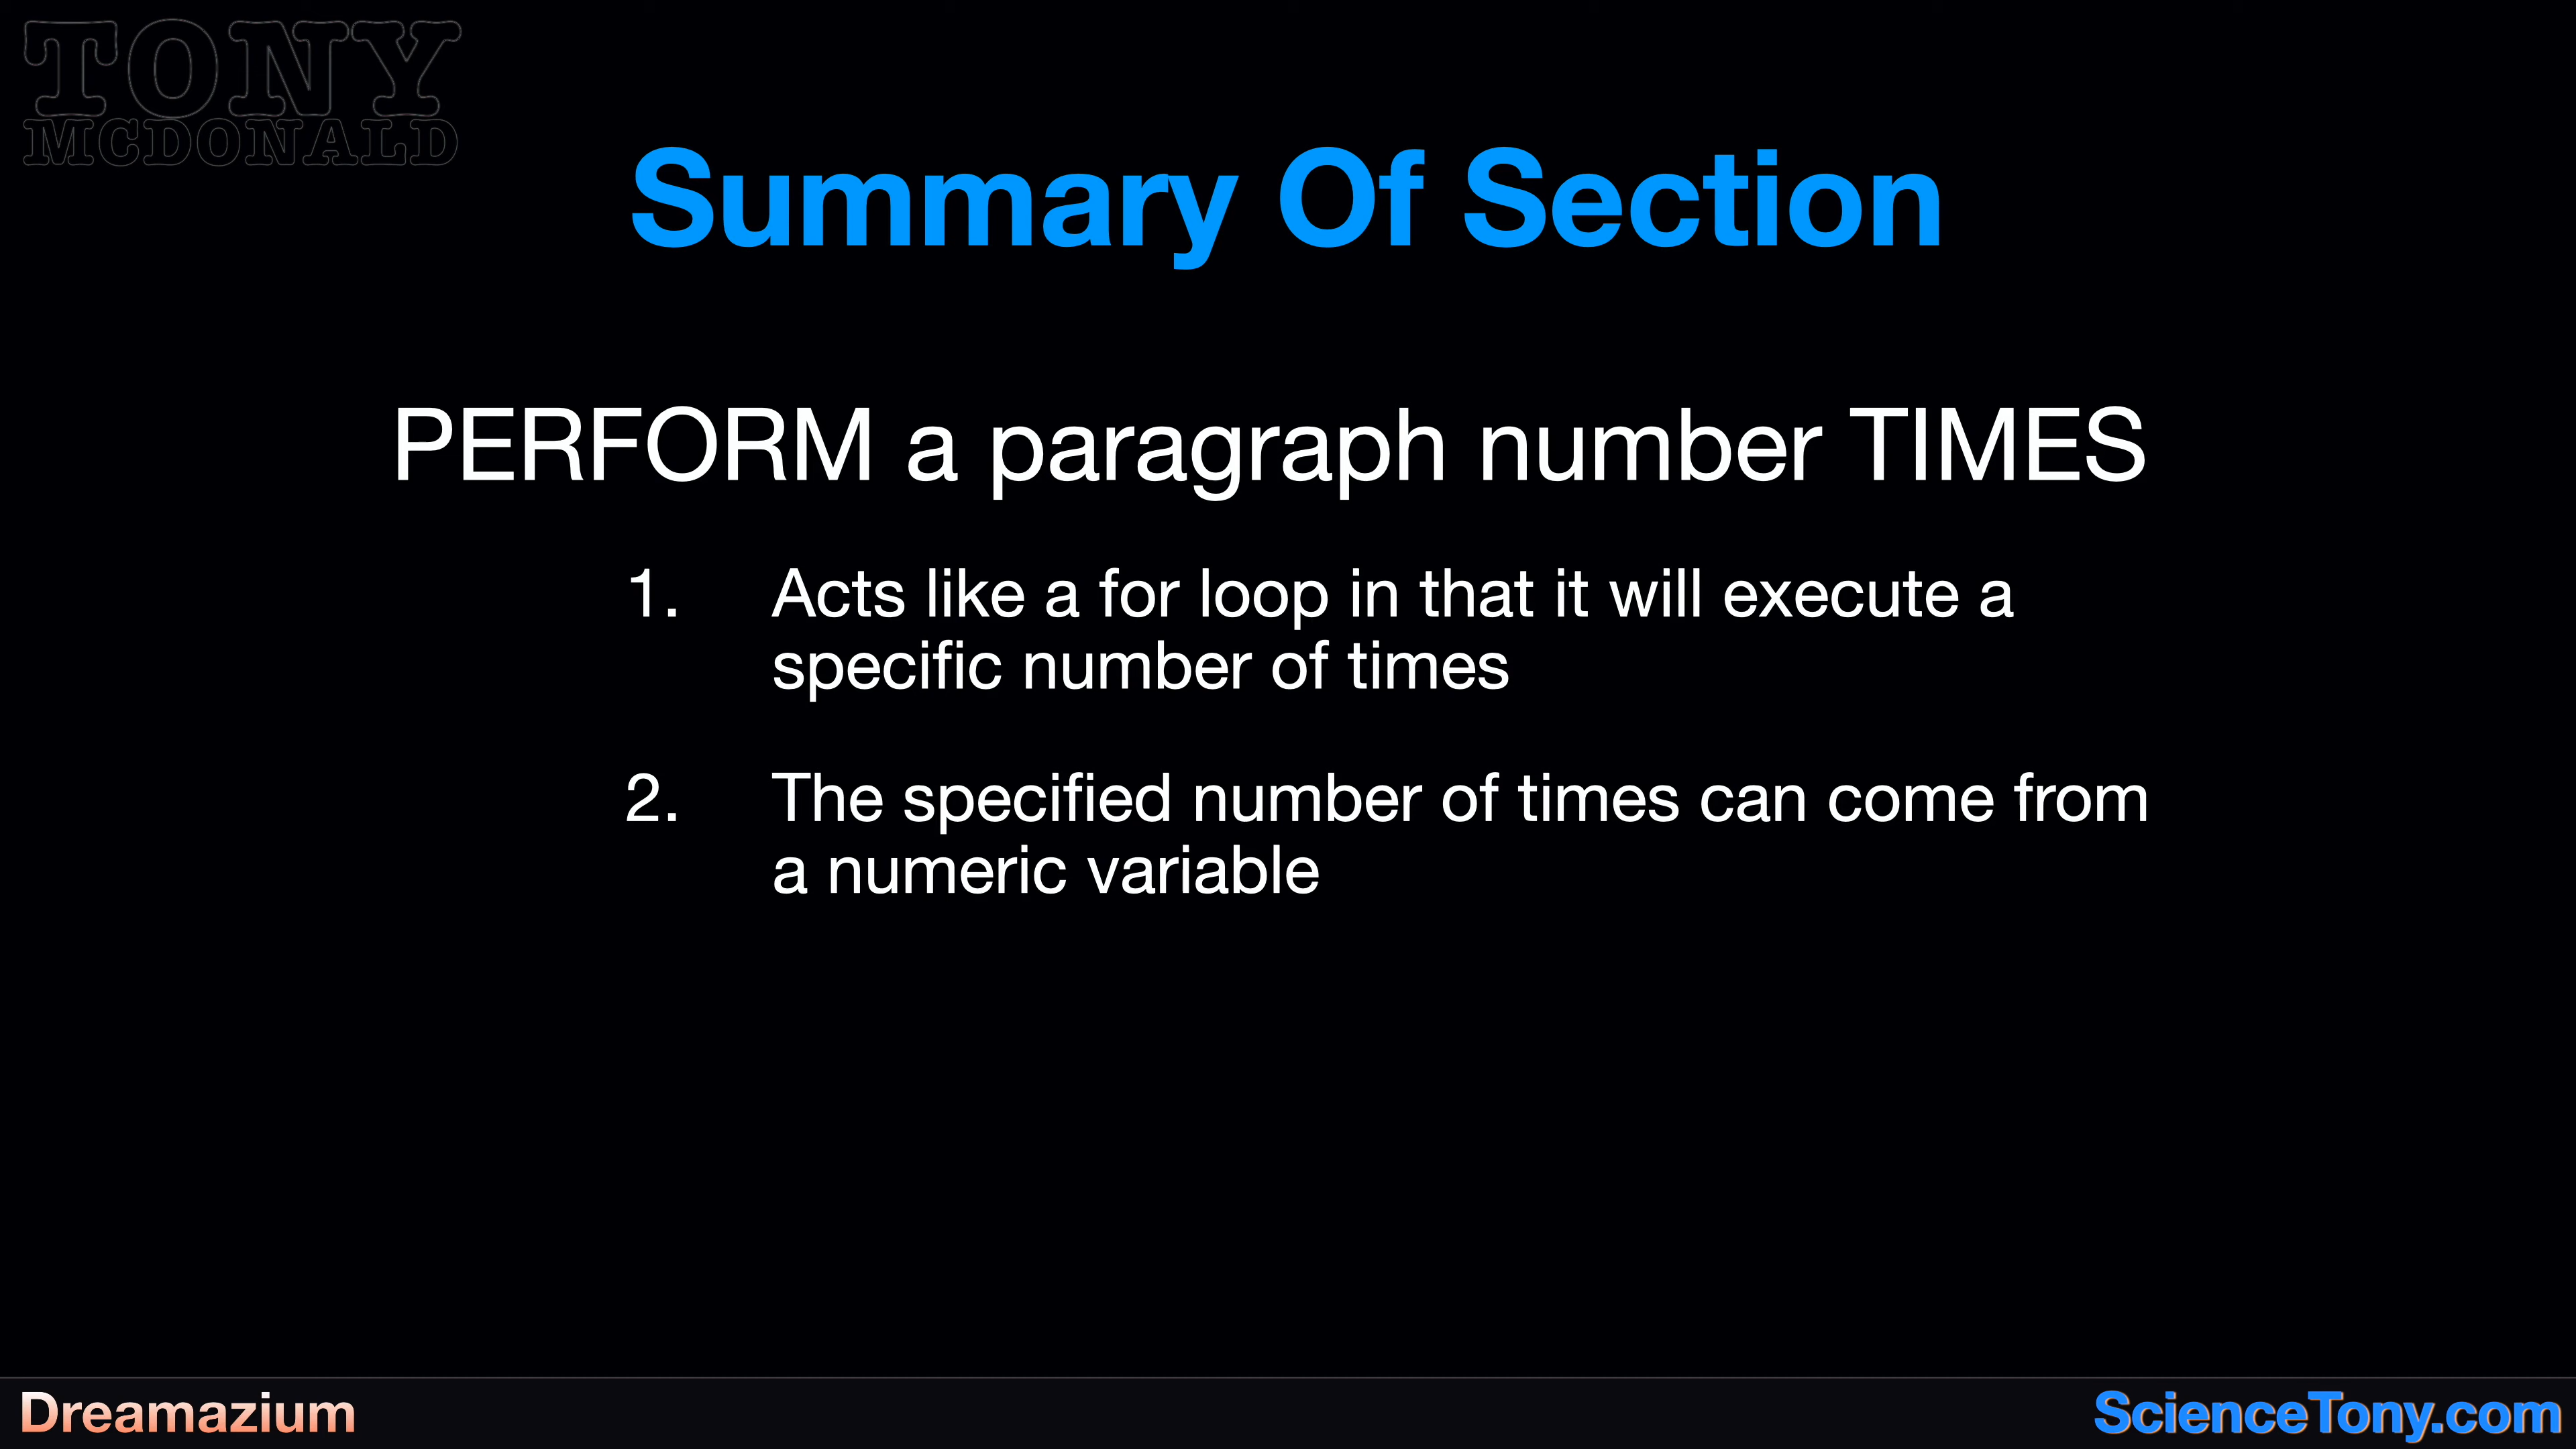 TONY
MCDONALD
Summary Of Section
PERFORM a paragraph number TIMES
1. Acts like a for loop in that it will execute a
specific number of times
2. The specified number of times can come from
a numeric variable
Dreamazium
ScienceTony.com